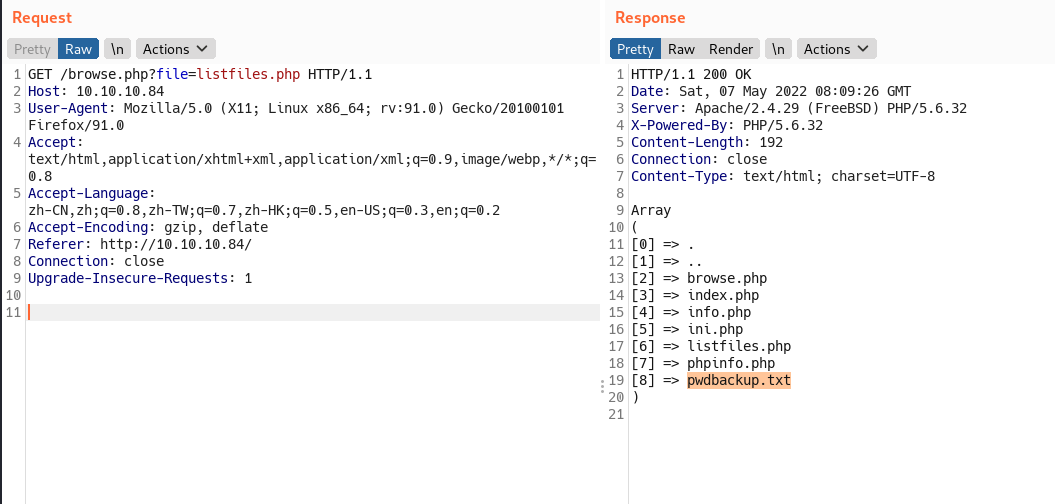 Request
Pretty Raw \n Actions
1 GET /browse.php?file=listfiles.php HTTP/1.1
2 Host: 10.10.10.84
3 User-Agent: Mozilla/5.0 (X11; Linux x86_64; rv:91.0) Gecko/20100101
Firefox/91.0
4 Accept:
text/html,application/xhtml+xml,application/xml;q=0.9,image/webp,*/*;q=
0.8
5 Accept-Language:
zh-CN,zh;q=0.8,zh-TW;q=0.7,zh-HK;q=0.5,en-US;q=0.3,en;q=0.2
6 Accept-Encoding: gzip, deflate
7 Referer: http://10.10.10.84/
8 Connection: close
9 Upgrade-Insecure-Requests: 1
10
11
Response
Pretty Raw Render \n Actions
1 HTTP/1.1 200 OK
2 Date: Sat, 07 May 2022 08:09:26 GMT
3 Server: Apache/2.4.29 (FreeBSD) PHP/5.6.32
4 X-Powered-By: PHP/5.6.32
5 Content-Length: 192
6 Connection: close
7 Content-Type: text/html; charset=UTF-8
8
9 Array
10 (
11 [0] => .
12 [1] => ..
13 [2] => browse.php
14 [3] => index.php
15 [4] => info.php
16 [5] => ini.php
17 [6] => listfiles.php
18 [7] => phpinfo.php
19 [8] => pwdbackup.txt
20 )
21